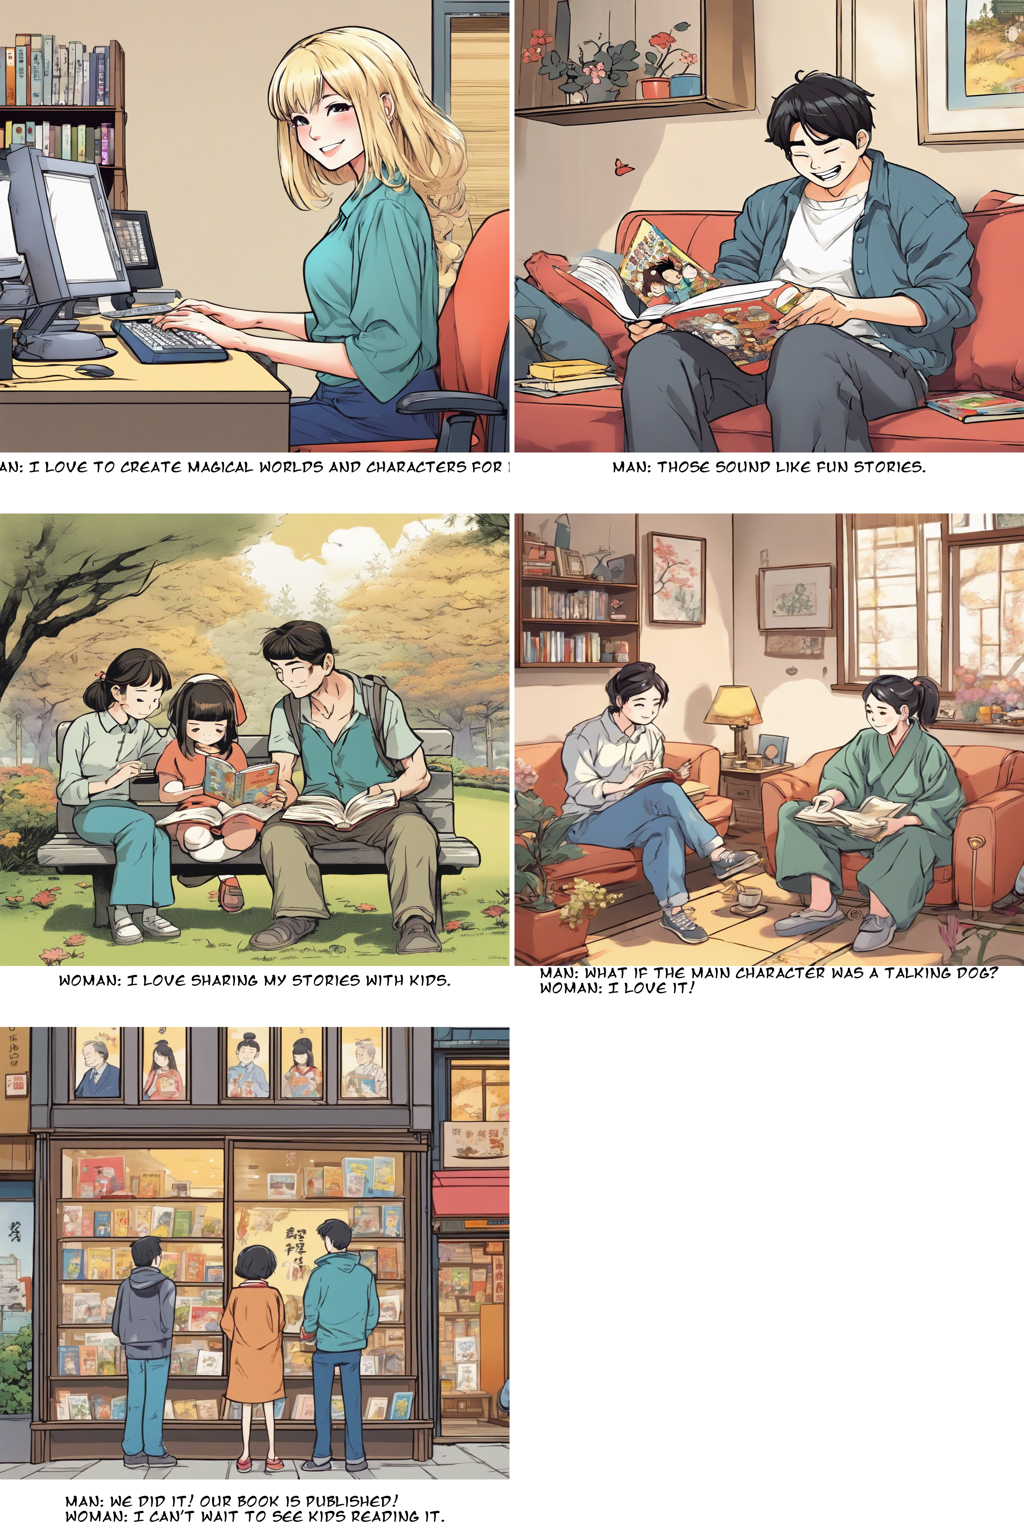 AN: I LOVE TO CREATE MAGICAL WORLDS AND CHARACTERS FOR
MAN: THOSE SOUND LIKE FUN STORIES.
WOMAN: I LOVE SHARING MY STORIES WITH KIDS.
MAN: WHAT IF THE MAIN CHARACTER WAS A TALKING DOG?
WOMAN: I LOVE IT!
MAN: WE DID IT! OUR BOOK IS PUBLISHED!
WOMAN: I CAN'T WAIT TO SEE KIDS READING IT.